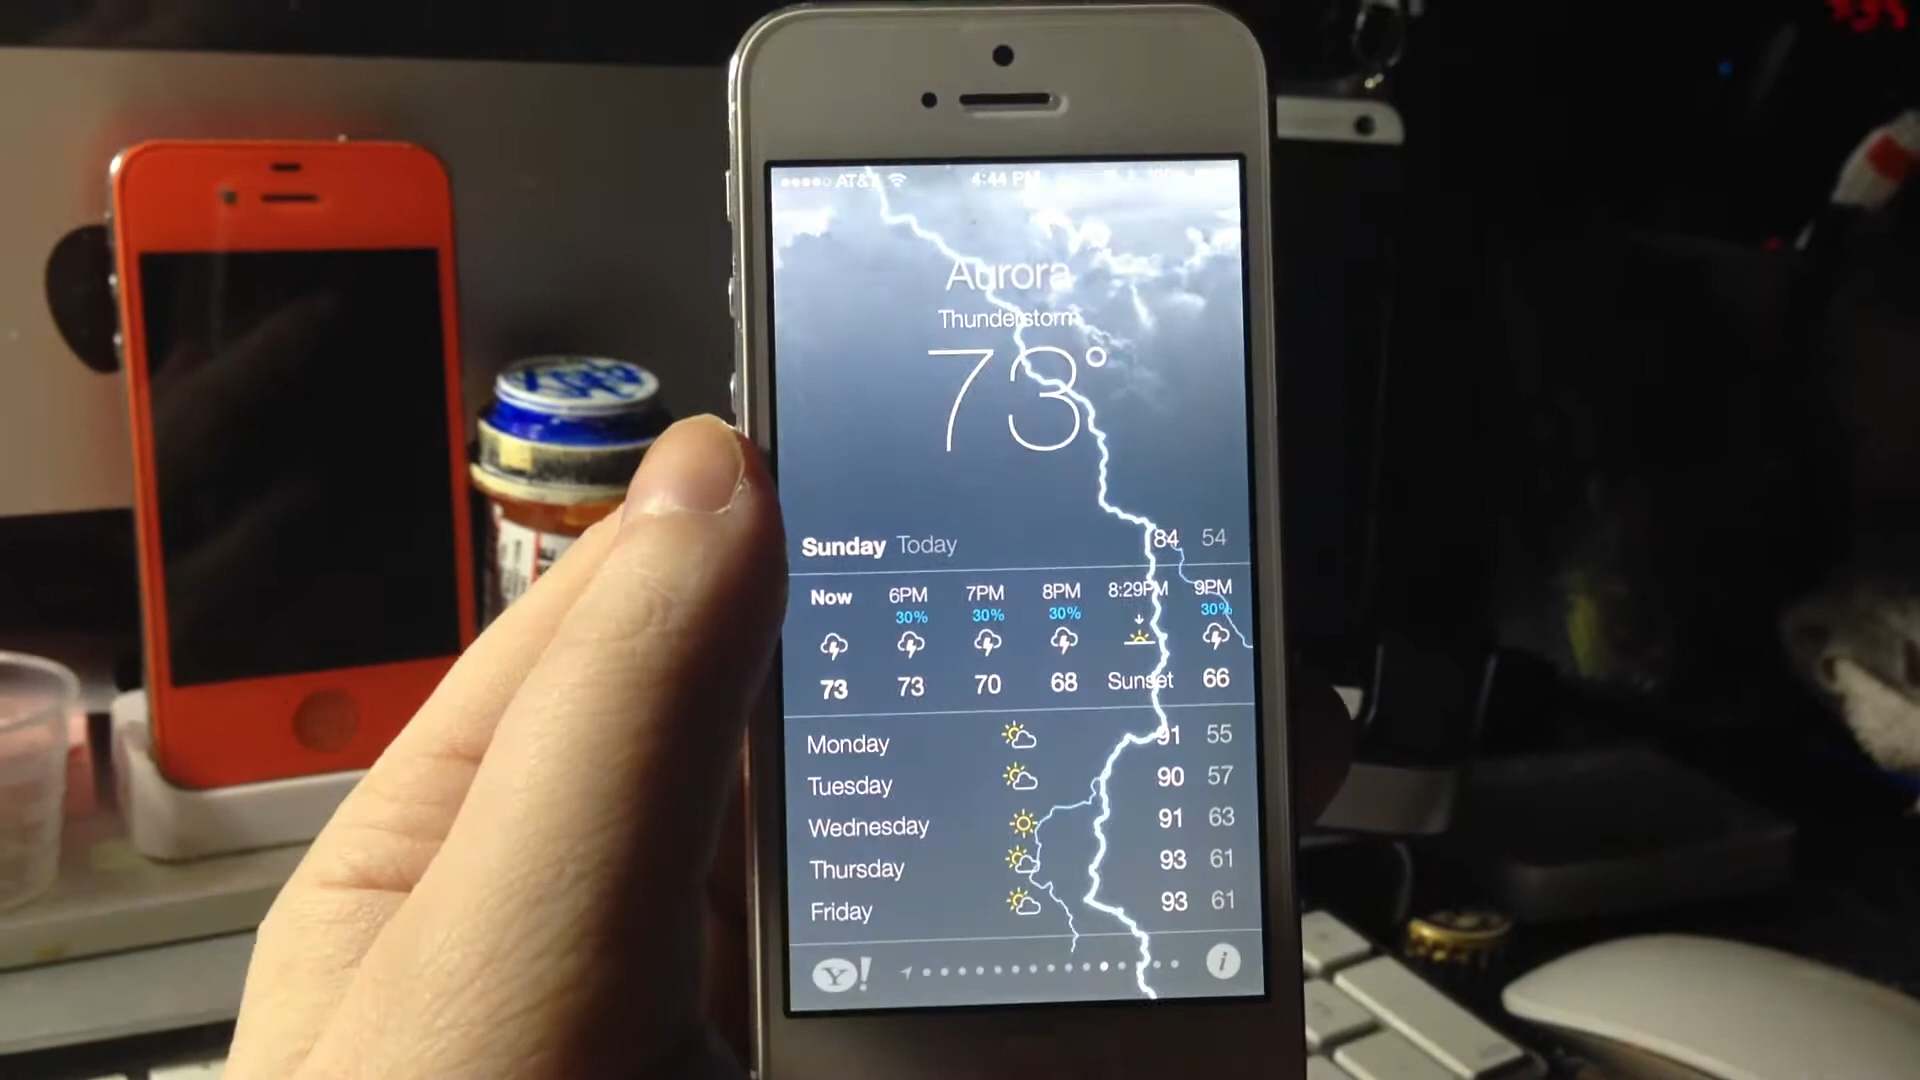 AT&T 4:44 PM
Aurora
Thunderstorm
73°
Sunday Today 84 54
Now 6PM 7PM 8PM 8:29PM 9PM
30% 30% 30% 30%
73 73 70 68 Sunset 66
Monday 91 55
Tuesday 90 57
Wednesday 91 63
Thursday 93 61
Friday 93 61
Y! i